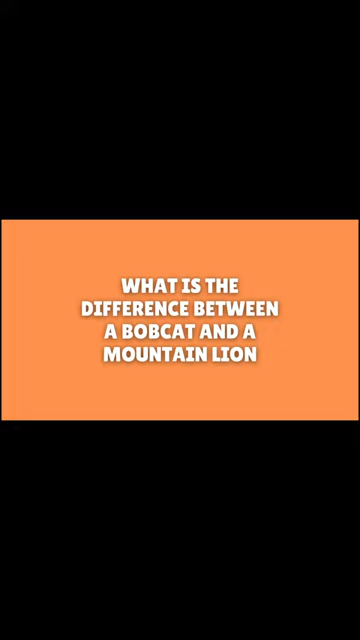 WHAT IS THE
DIFFERENCE BETWEEN
A BOBCAT AND A
MOUNTAIN LION